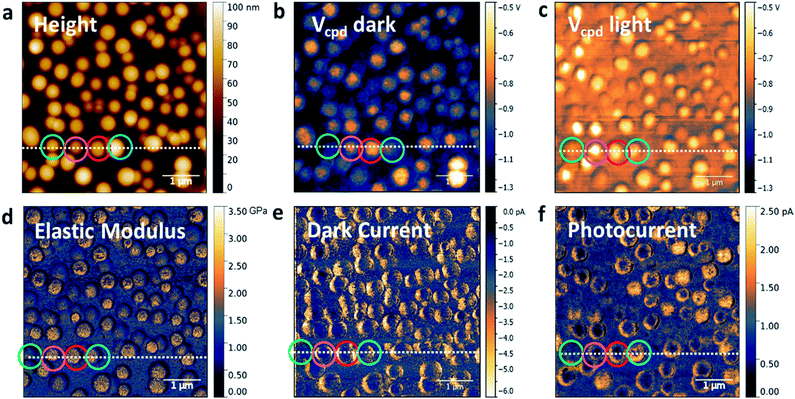 a Height
100 nm
90
80
70
60
50
40
30
20
10
0
1 µm
b Vcpd dark
−0.5 V
−0.6
−0.7
−0.8
−0.9
−1.0
−1.1
−1.3
1 µm
c Vcpd light
−0.5 V
−0.6
−0.7
−0.8
−0.9
−1.0
−1.1
−1.3
1 µm
d Elastic Modulus
3.50 GPa
3.00
2.50
2.00
1.50
1.00
0.50
0.00
1 µm
e Dark Current
0.0 pA
−0.5
−1.0
−1.5
−2.0
−2.5
−3.0
−3.5
−4.0
−4.5
−5.0
−6.0
1 µm
f Photocurrent
2.50 pA
2.00
1.50
1.00
0.50
0.00
1 µm